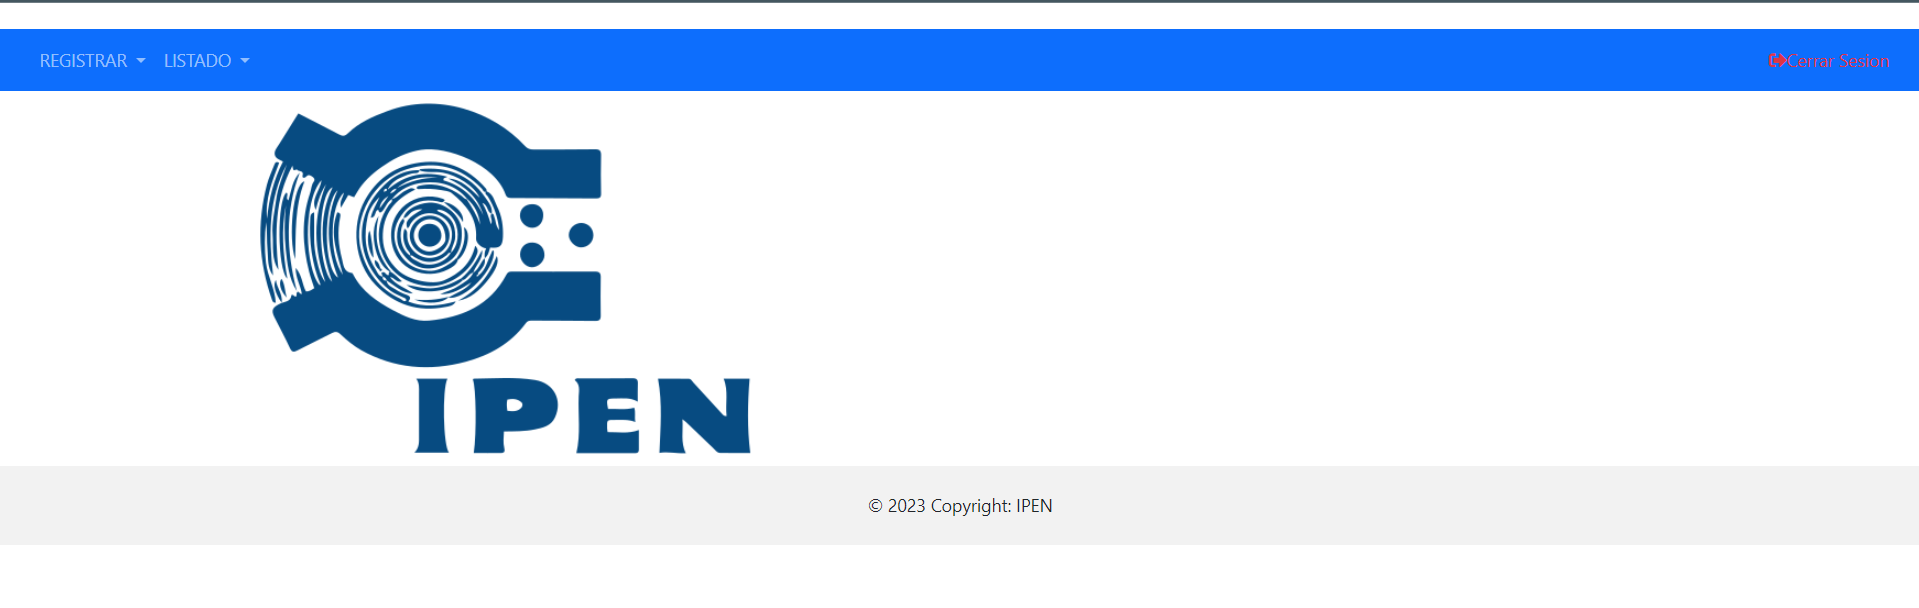 REGISTRAR LISTADO Cerrar Sesion
IPEN
© 2023 Copyright: IPEN